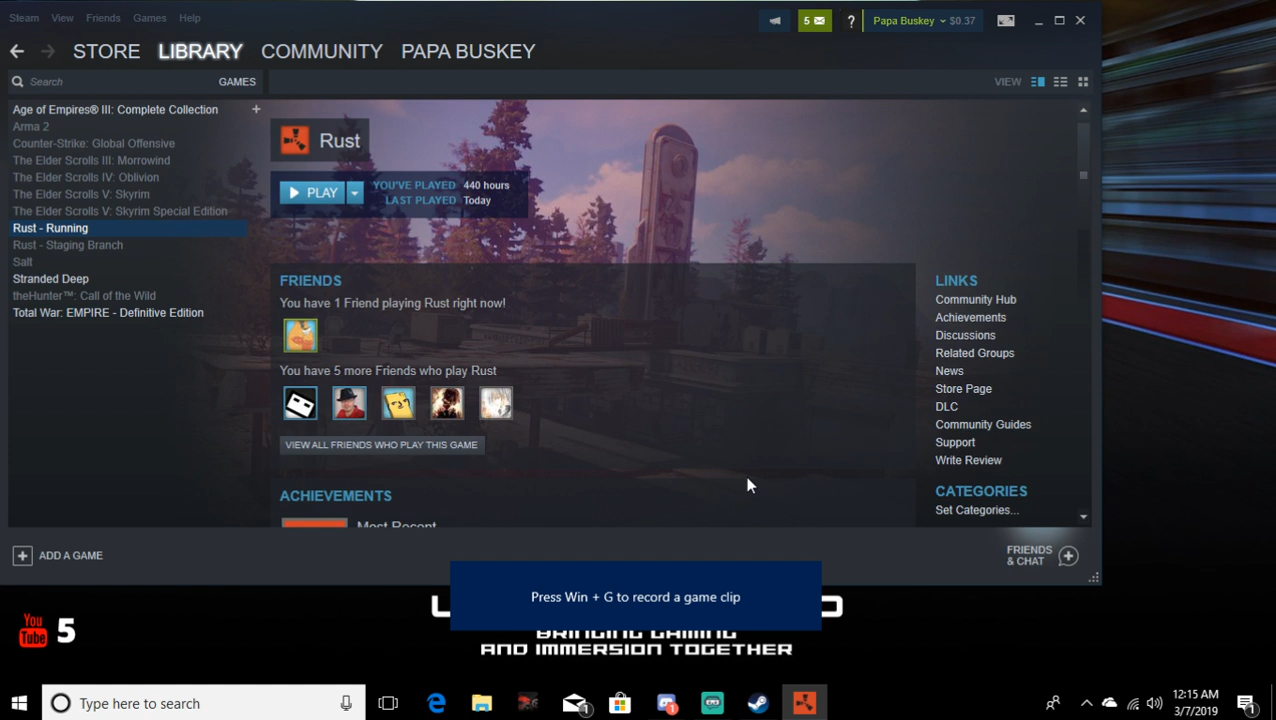 Steam View Friends Games Help
5 ? Papa Buskey $0.37
STORE LIBRARY COMMUNITY PAPA BUSKEY
Search GAMES VIEW
Age of Empires® III: Complete Collection +
Arma 2
Counter-Strike: Global Offensive
The Elder Scrolls III: Morrowind
The Elder Scrolls IV: Oblivion
The Elder Scrolls V: Skyrim
The Elder Scrolls V: Skyrim Special Edition
Rust - Running
Rust - Staging Branch
Salt
Stranded Deep
theHunter™: Call of the Wild
Total War: EMPIRE - Definitive Edition
Rust
PLAY
YOU'VE PLAYED 440 hours
LAST PLAYED Today
FRIENDS
You have 1 Friend playing Rust right now!
You have 5 more Friends who play Rust
VIEW ALL FRIENDS WHO PLAY THIS GAME
ACHIEVEMENTS
Most Recent
LINKS
Community Hub
Achievements
Discussions
Related Groups
News
Store Page
DLC
Community Guides
Support
Write Review
CATEGORIES
Set Categories...
ADD A GAME
FRIENDS
& CHAT
Press Win + G to record a game clip
You
Tube 5
BRINGING GAMING
AND IMMERSION TOGETHER
Type here to search
1
1
12:15 AM
3/7/2019
1